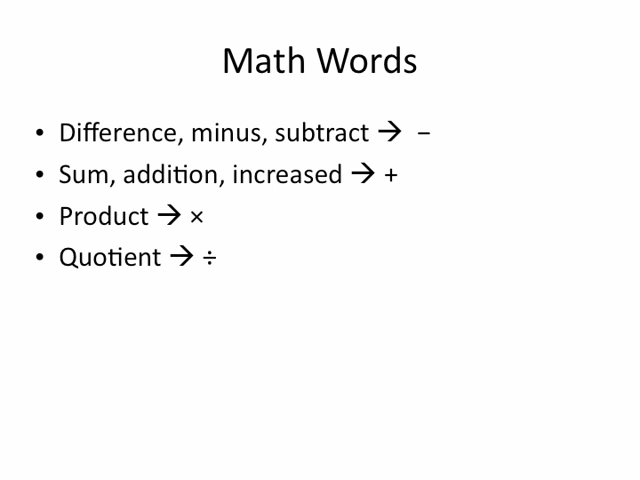 Math Words
• Difference, minus, subtract → −
• Sum, addition, increased → +
• Product → ×
• Quotient → ÷